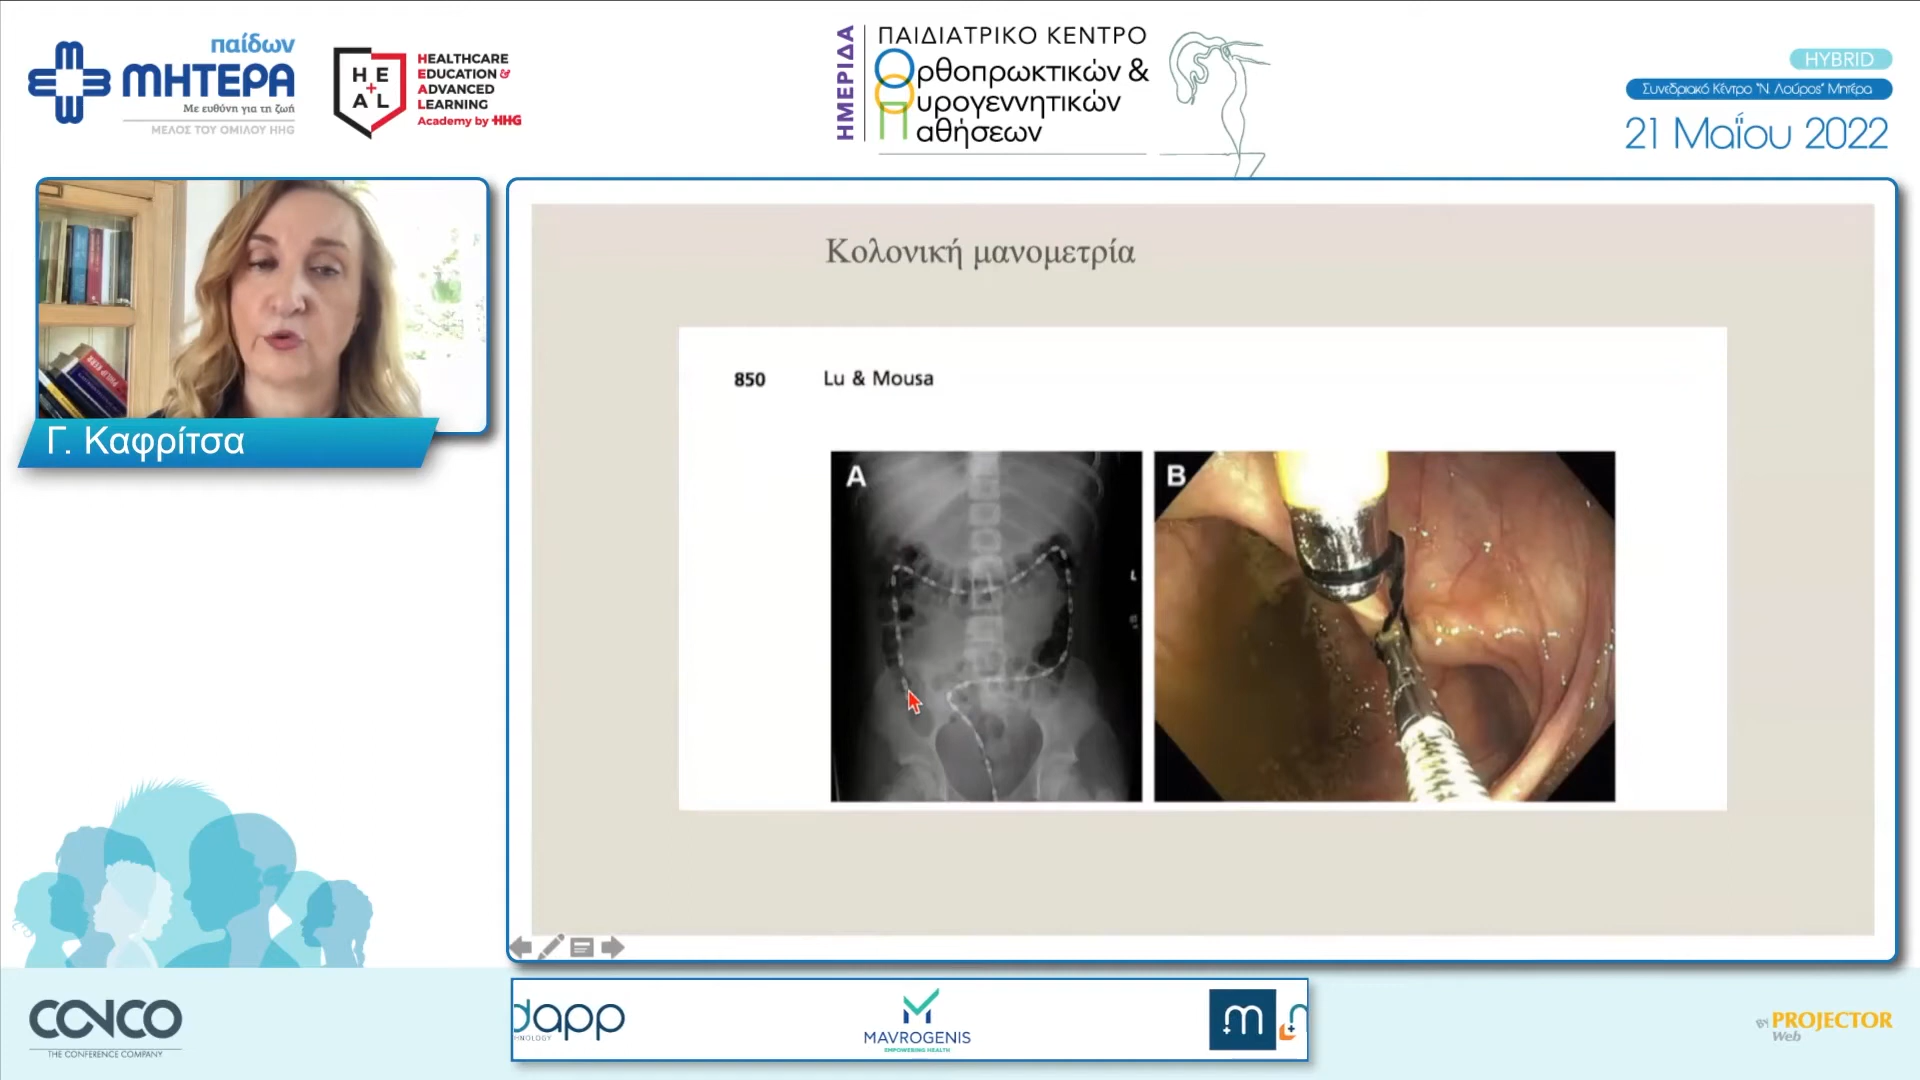 παίδων
ΜΗΤΕΡΑ
Με ευθύνη για τη ζωή
ΜΕΛΟΣ ΤΟΥ ΟΜΙΛΟΥ HHG
HE
+
AL
HEALTHCARE
EDUCATION &
ADVANCED
LEARNING
Academy by HHG
ΗΜΕΡΙΔΑ
ΠΑΙΔΙΑΤΡΙΚΟ ΚΕΝΤΡΟ
Ορθοπρωκτικών &
Ουρογεννητικών
Παθήσεων
HYBRID
Συνεδριακό Κέντρο "Ν. Λούρος" Μητέρα
21 Μαΐου 2022
Γ. Καφρίτσα
Κολονική μανομετρία
850 Lu & Mousa
A
B
L
CONCO
THE CONFERENCE COMPANY
dapp
HNOLOGY
MAVROGENIS
EMPOWERING HEALTH
m
BY PROJECTOR
Web